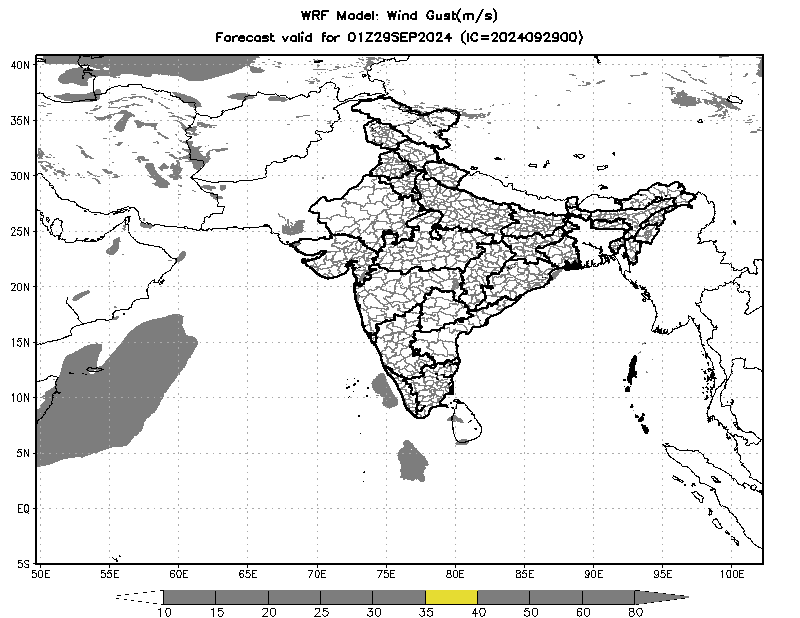 WRF Model: Wind Gust(m/s)
Forecast valid for 01Z29SEP2024 (IC=2024092900)
40N
35N
30N
25N
20N
15N
10N
5N
EQ
5S
50E 55E 60E 65E 70E 75E 80E 85E 90E 95E 100E
10 15 20 25 30 35 40 50 60 80